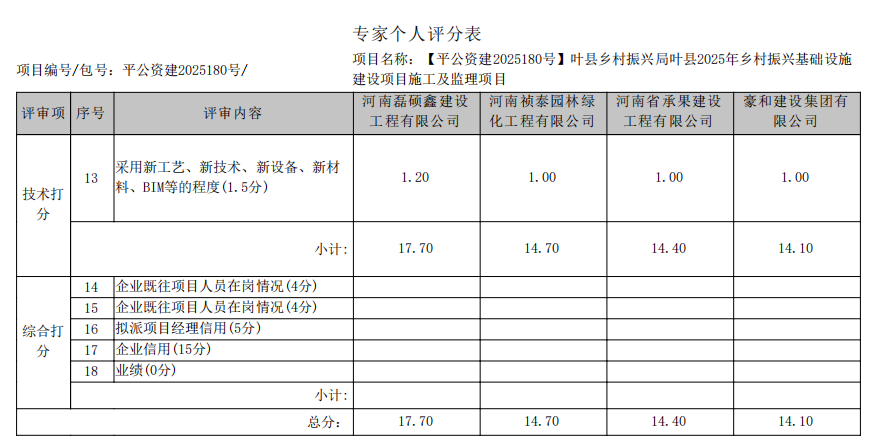 专家个人评分表
项目编号/包号: 平公资建2025180号/
项目名称: 【平公资建2025180号】叶县乡村振兴局叶县2025年乡村振兴基础设施
建设项目施工及监理项目
评审项 序号 评审内容 河南磊硕鑫建设 河南祯泰园林绿 河南省承果建设 豪和建设集团有
工程有限公司 化工程有限公司 工程有限公司 限公司
技术打
分
13 采用新工艺、新技术、新设备、新材 1.20 1.00 1.00 1.00
料、BIM等的程度(1.5分)
小计: 17.70 14.70 14.40 14.10
综合打
分
14 企业既往项目人员在岗情况(4分)
15 企业既往项目人员在岗情况(4分)
16 拟派项目经理信用(5分)
17 企业信用(15分)
18 业绩(0分)
小计:
总分: 17.70 14.70 14.40 14.10